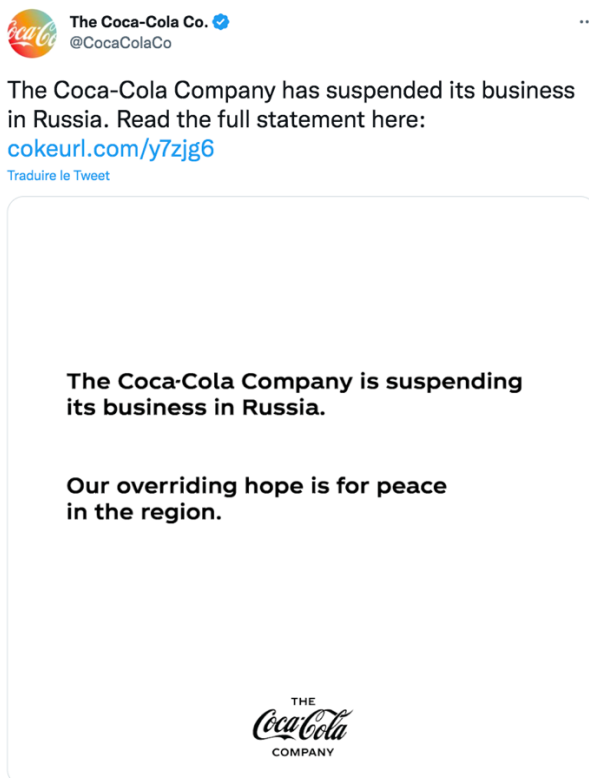 The Coca-Cola Co.
@CocaColaCo
The Coca-Cola Company has suspended its business
in Russia. Read the full statement here:
cokeurl.com/y7zjg6
Traduire le Tweet
The Coca-Cola Company is suspending
its business in Russia.
Our overriding hope is for peace
in the region.
THE
Coca-Cola
COMPANY